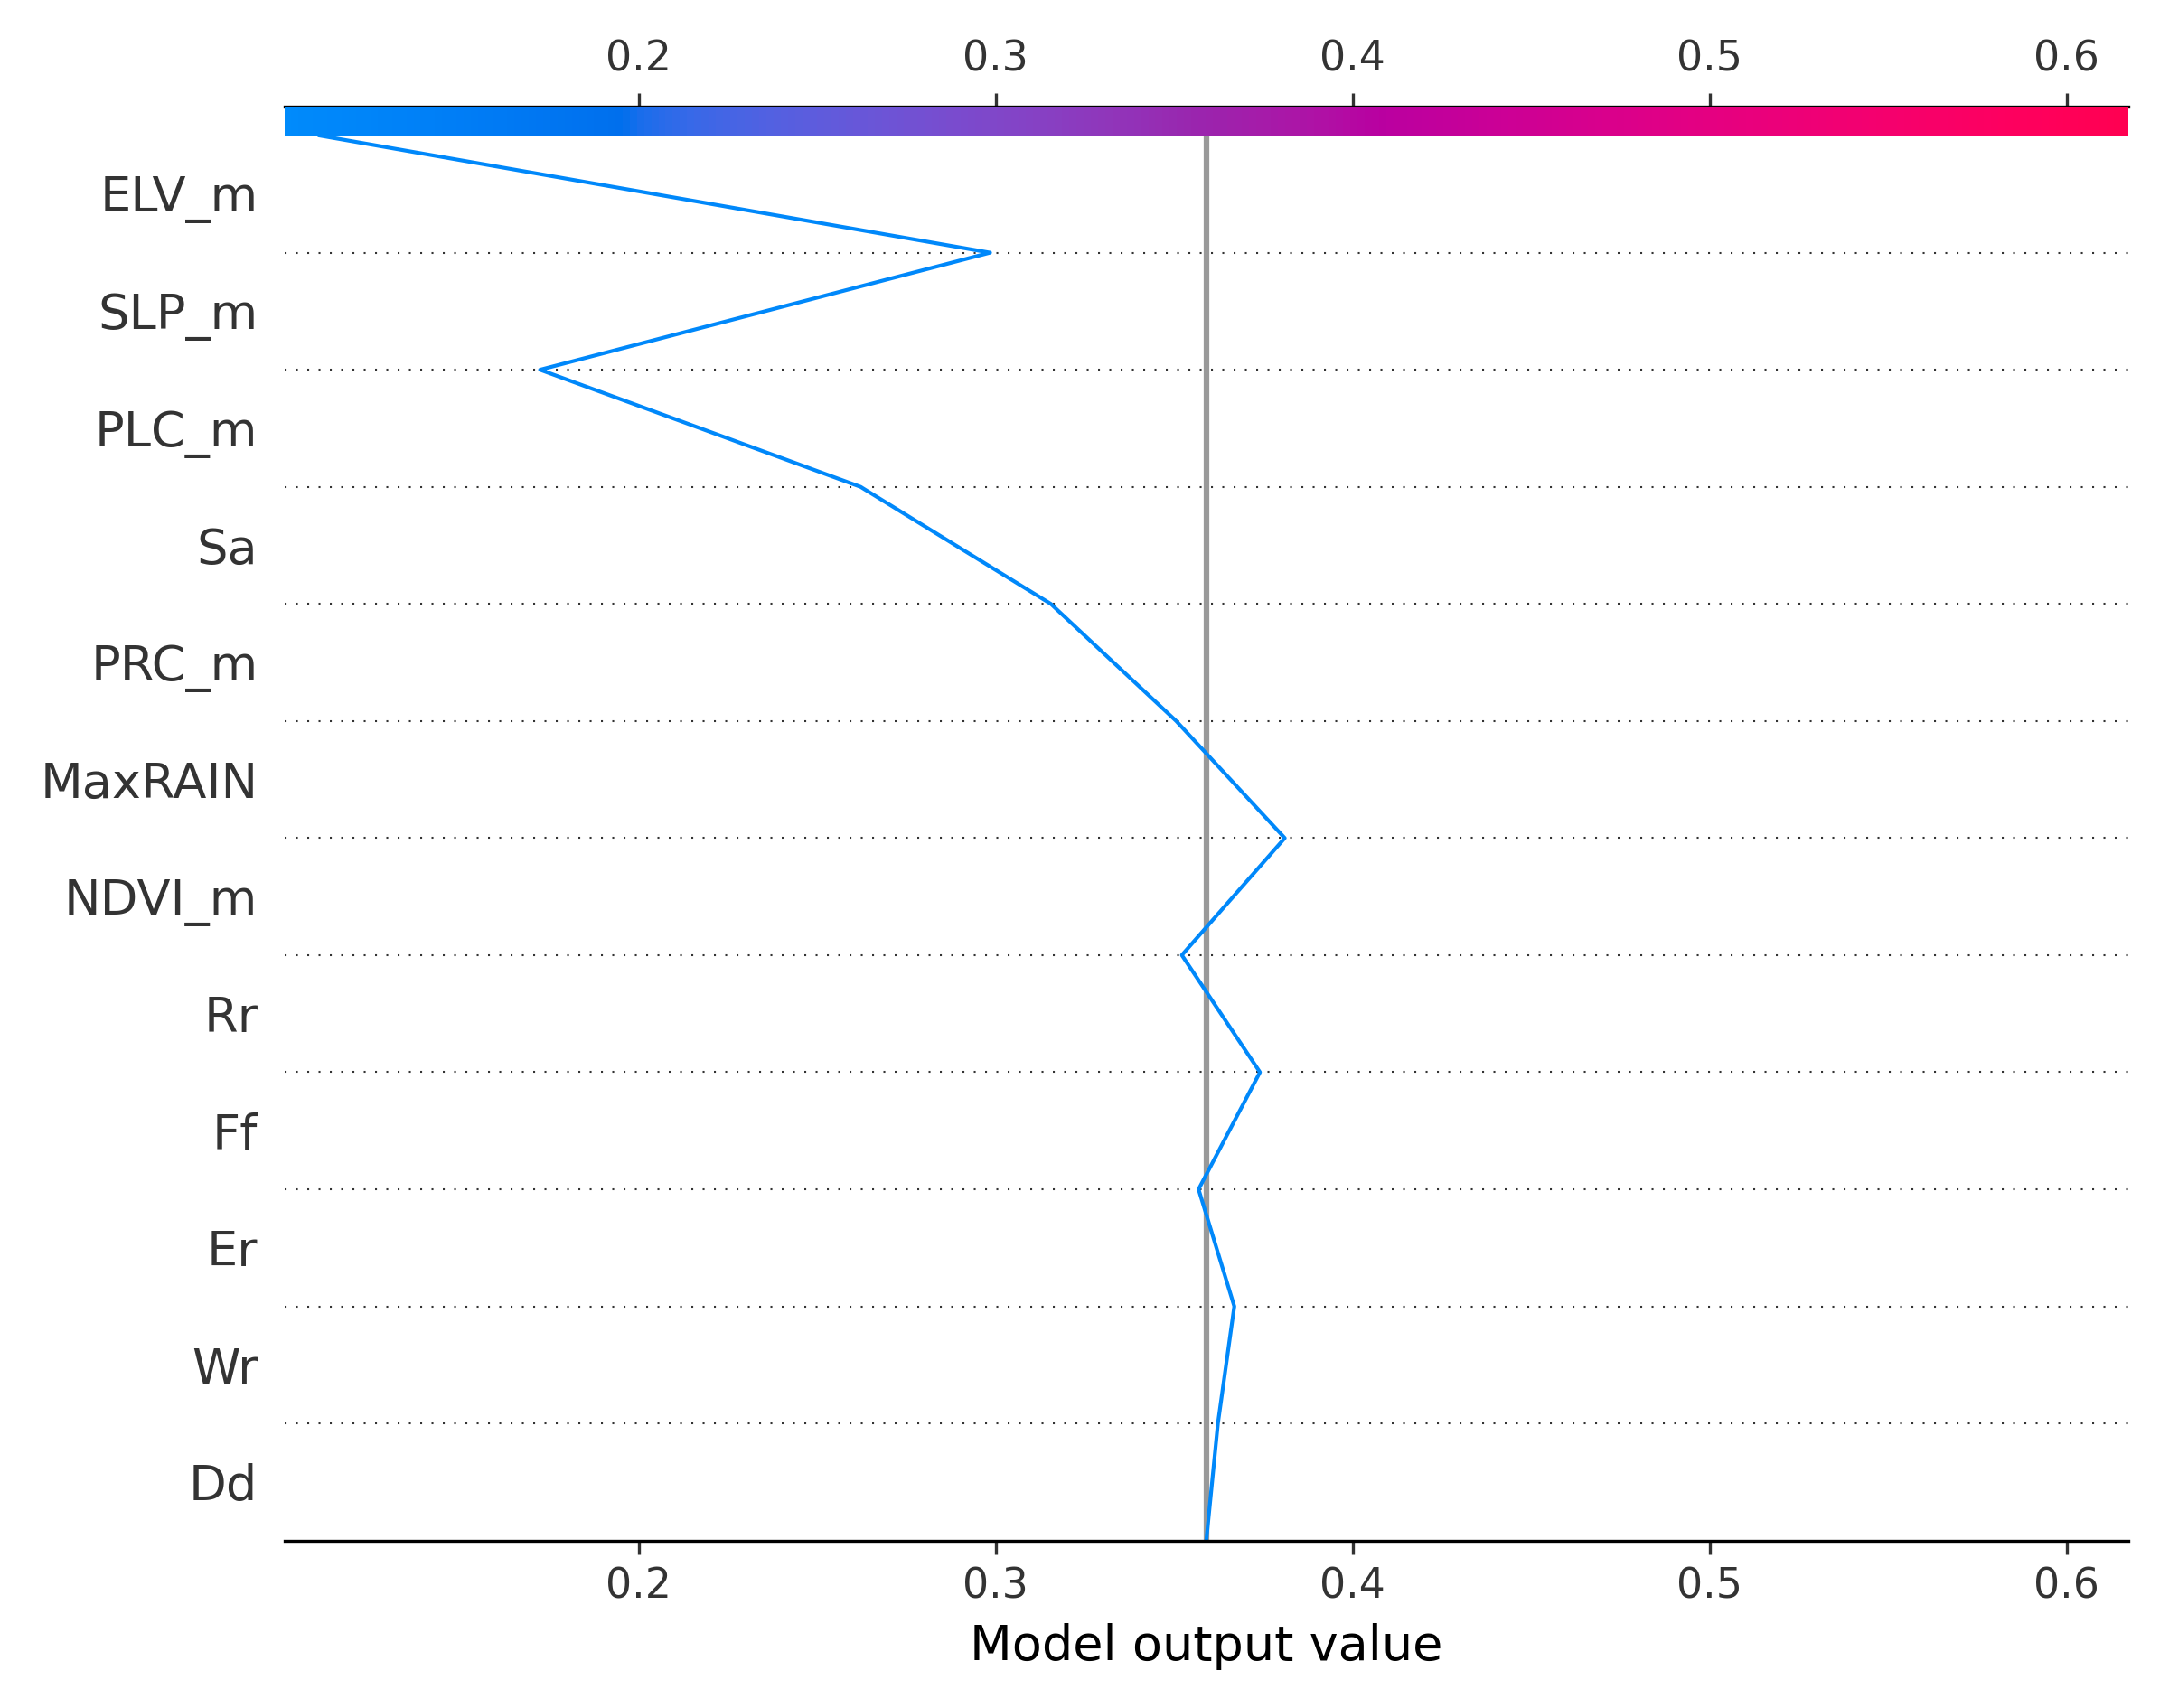 0.2 0.3 0.4 0.5 0.6
ELV_m
SLP_m
PLC_m
Sa
PRC_m
MaxRAIN
NDVI_m
Rr
Ff
Er
Wr
Dd
0.2 0.3 0.4 0.5 0.6
Model output value